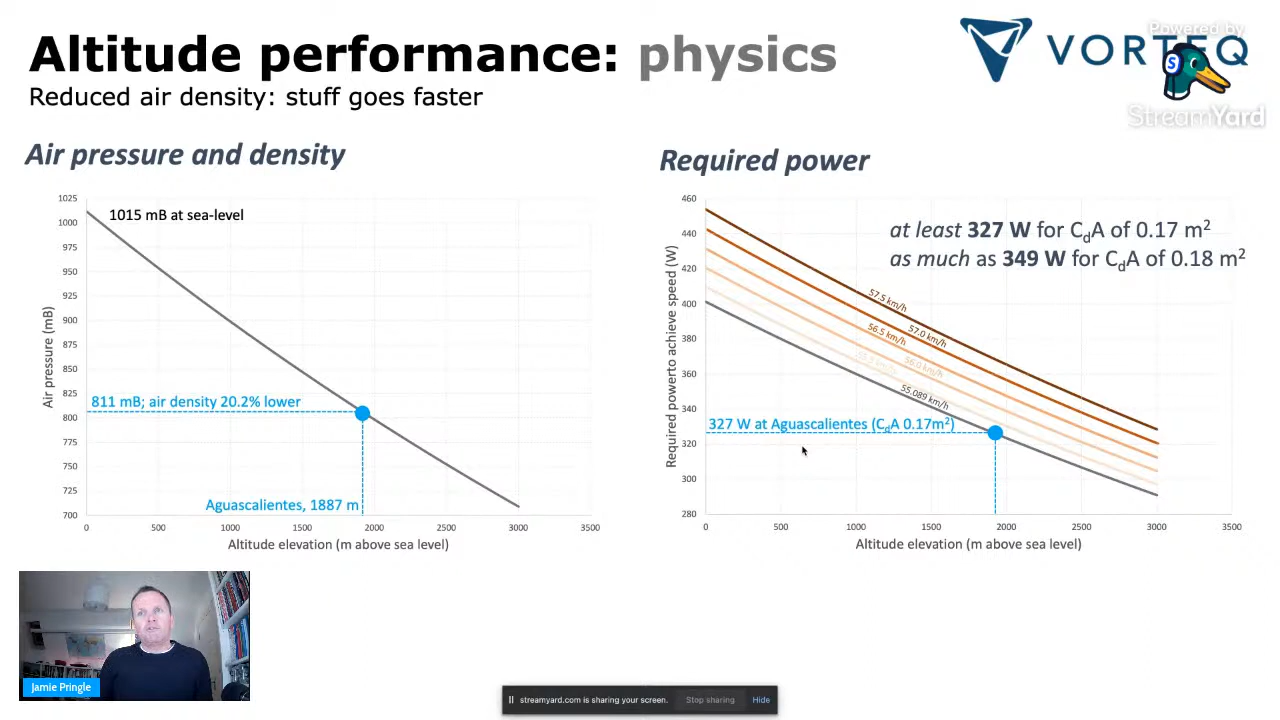 Altitude performance: physics
Reduced air density: stuff goes faster
VORTEQ
Powered by
StreamYard
Air pressure and density
1025
1000
975
950
925
900
875
850
825
800
775
750
725
700
Air pressure (mB)
1015 mB at sea-level
811 mB; air density 20.2% lower
Aguascalientes, 1887 m
0
500
1000
1500
2000
2500
3000
3500
Altitude elevation (m above sea level)
Required power
460
440
420
400
380
360
340
320
300
280
Required powerto achieve speed (W)
at least 327 W for CdA of 0.17 m²
as much as 349 W for CdA of 0.18 m²
57.5 km/h
57.0 km/h
56.5 km/h
56.0 km/h
55.5 km/h
55.089 km/h
327 W at Aguascalientes (CdA 0.17m²)
0
500
1000
1500
2000
2500
3000
3500
Altitude elevation (m above sea level)
Jamie Pringle
streamyard.com is sharing your screen.
Stop sharing
Hide